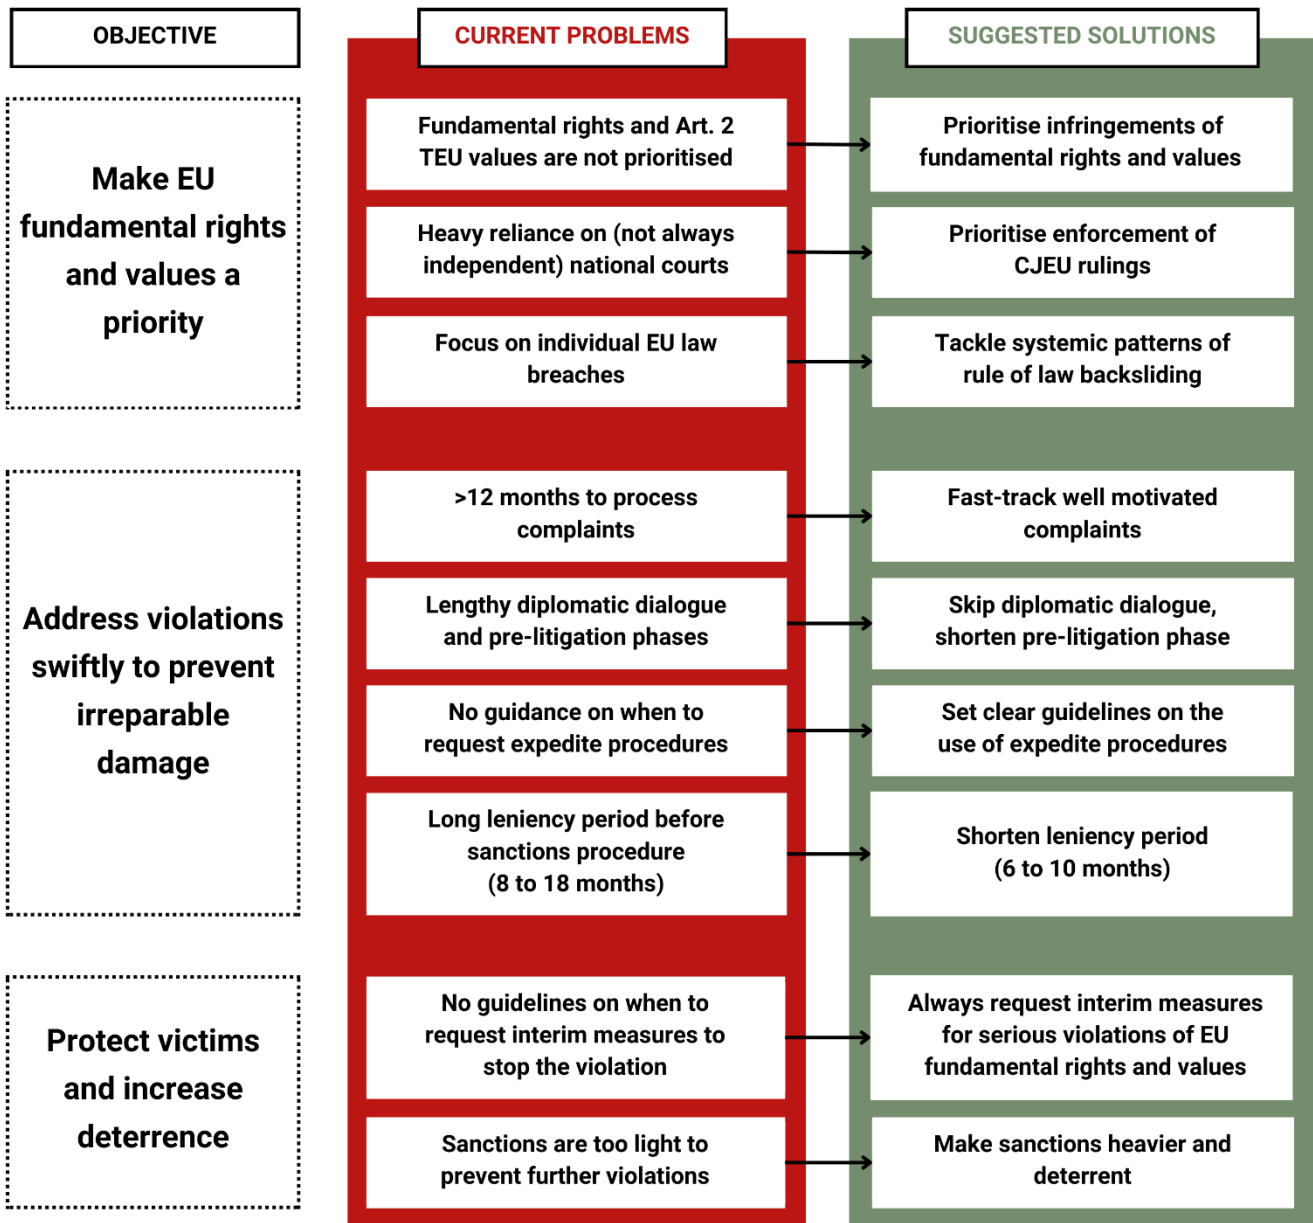 OBJECTIVE
CURRENT PROBLEMS
SUGGESTED SOLUTIONS
Make EU
fundamental rights
and values a
priority
Fundamental rights and Art. 2
TEU values are not prioritised
Prioritise infringements of
fundamental rights and values
Heavy reliance on (not always
independent) national courts
Prioritise enforcement of
CJEU rulings
Focus on individual EU law
breaches
Tackle systemic patterns of
rule of law backsliding
Address violations
swiftly to prevent
irreparable
damage
>12 months to process
complaints
Fast-track well motivated
complaints
Lengthy diplomatic dialogue
and pre-litigation phases
Skip diplomatic dialogue,
shorten pre-litigation phase
No guidance on when to
request expedite procedures
Set clear guidelines on the
use of expedite procedures
Long leniency period before
sanctions procedure
(8 to 18 months)
Shorten leniency period
(6 to 10 months)
Protect victims
and increase
deterrence
No guidelines on when to
request interim measures to
stop the violation
Always request interim measures
for serious violations of EU
fundamental rights and values
Sanctions are too light to
prevent further violations
Make sanctions heavier and
deterrent